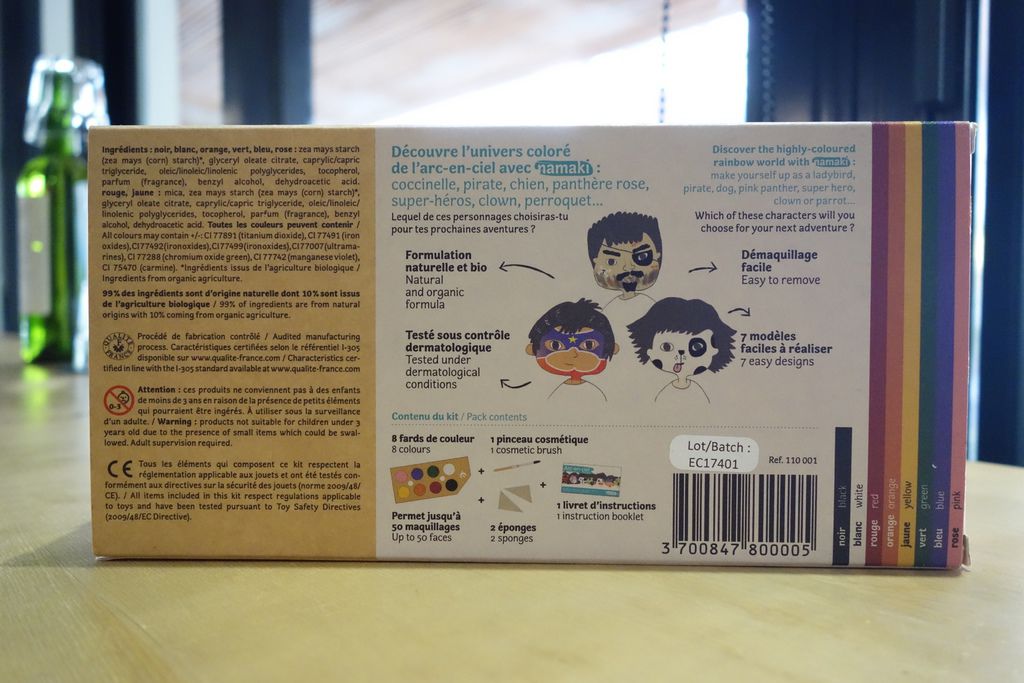 Ingrédients : noir, blanc, orange, vert, bleu, rose : zea mays starch
(zea mays (corn) starch)*, glyceryl oleate citrate, caprylic/capric
triglyceride, oleic/linoleic/linolenic polyglycerides, tocopherol,
parfum (fragrance), benzyl alcohol, dehydroacetic acid.
rouge, jaune : mica, zea mays starch (zea mays (corn) starch)*,
glyceryl oleate citrate, caprylic/capric triglyceride, oleic/linoleic/
linolenic polyglycerides, tocopherol, parfum (fragrance), benzyl
alcohol, dehydroacetic acid. Toutes les couleurs peuvent contenir /
All colours may contain +/-: CI 77891 (titanium dioxide), CI 77491 (iron
oxides), CI 77492 (iron oxides), CI 77499 (iron oxides), CI 77007 (ultrama-
rines), CI 77288 (chromium oxide green), CI 77742 (manganese violet),
CI 75470 (carmine). *Ingrédients issus de l'agriculture biologique /
Ingredients from organic agriculture.
99% des ingrédients sont d'origine naturelle dont 10% sont issus
de l'agriculture biologique / 99% of ingredients are from natural
origins with 10% coming from organic agriculture.
QUALITÉ FRANCE
Procédé de fabrication contrôlé / Audited manufacturing
process. Caractéristiques certifiées selon le référentiel I-305
disponible sur www.qualite-france.com / Characteristics cer-
tified in line with the I-305 standard available at www.qualite-france.com
0-3
Attention : ces produits ne conviennent pas à des enfants
de moins de 3 ans en raison de la présence de petits éléments
qui pourraient être ingérés. À utiliser sous la surveillance
d'un adulte. / Warning : products not suitable for children under 3
years old due to the presence of small items which could be swal-
lowed. Adult supervision required.
CE Tous les éléments qui composent ce kit respectent la
réglementation applicable aux jouets et ont été testés con-
formément aux directives sur la sécurité des jouets (norme 2009/48/
CE). / All items included in this kit respect regulations applicable
to toys and have been tested pursuant to Toy Safety Directives
(2009/48/EC Directive).
Découvre l'univers coloré
de l'arc-en-ciel avec namaki :
coccinelle, pirate, chien, panthère rose,
super-héros, clown, perroquet...
Lequel de ces personnages choisiras-tu
pour tes prochaines aventures ?
Discover the highly-coloured
rainbow world with namaki :
make yourself up as a ladybird,
pirate, dog, pink panther, super hero,
clown or parrot...
Which of these characters will you
choose for your next adventure ?
Formulation
naturelle et bio
Natural
and organic
formula
Démaquillage
facile
Easy to remove
Testé sous contrôle
dermatologique
Tested under
dermatological
conditions
7 modèles
faciles à réaliser
7 easy designs
Contenu du kit / Pack contents
8 fards de couleur
8 colours
1 pinceau cosmétique
1 cosmetic brush
+
+
+
Permet jusqu'à
50 maquillages
Up to 50 faces
2 éponges
2 sponges
1 livret d'instructions
1 instruction booklet
Lot/Batch :
EC17401
Ref. 110 001
3 700847 800005
noir black
blanc white
rouge red
orange orange
jaune yellow
vert green
bleu blue
rose pink